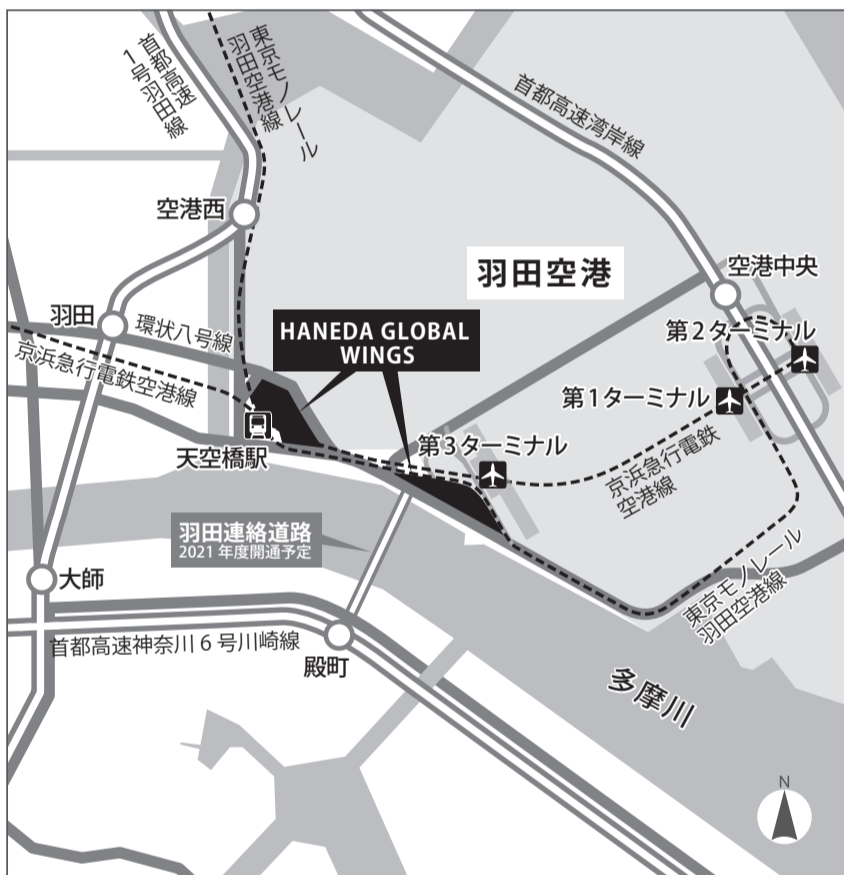 首都高速
1号羽田線
東京モノレール
羽田空港線
首都高速湾岸線
空港西
羽田空港
空港中央
羽田
環状八号線
HANEDA GLOBAL
WINGS
第2ターミナル
京浜急行電鉄空港線
第1ターミナル
天空橋駅
第3ターミナル
京浜急行電鉄
空港線
羽田連絡道路
2021年度開通予定
大師
東京モノレール
羽田空港線
首都高速神奈川6号川崎線
殿町
多摩川
N